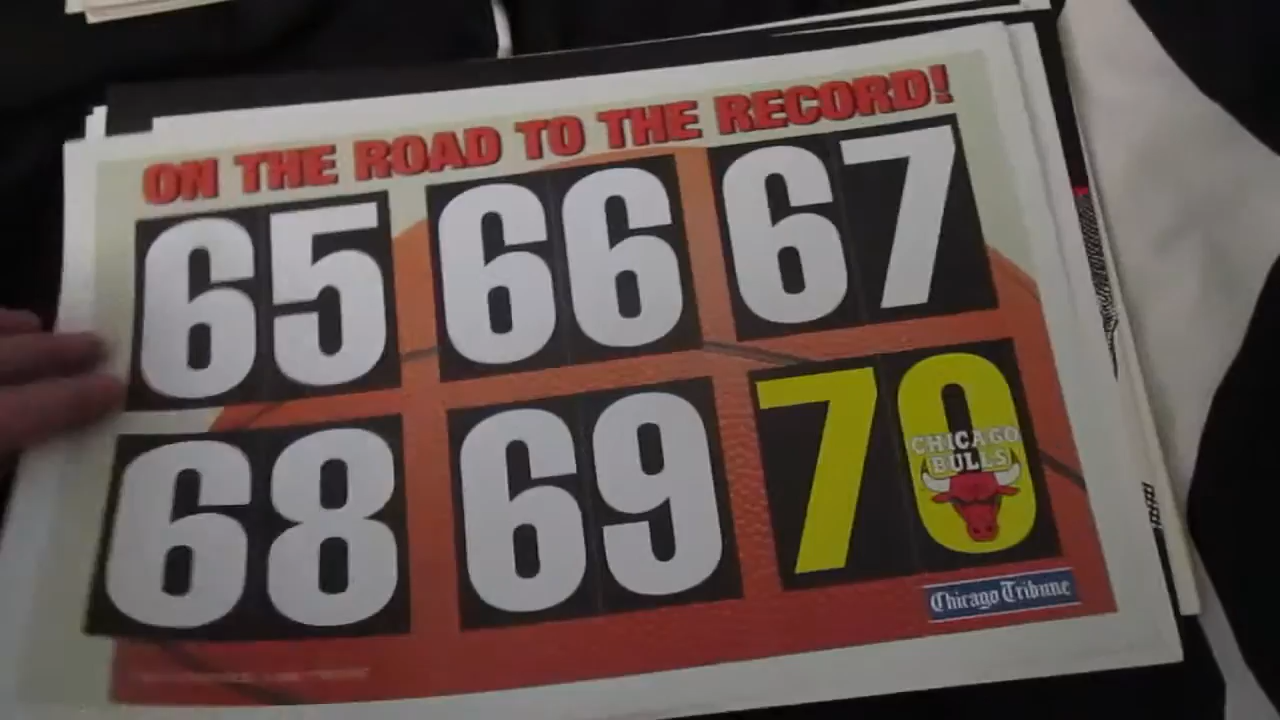 ON THE ROAD TO THE RECORD!
65 66 67
68 69 70
CHICAGO
BULLS
Chicago Tribune